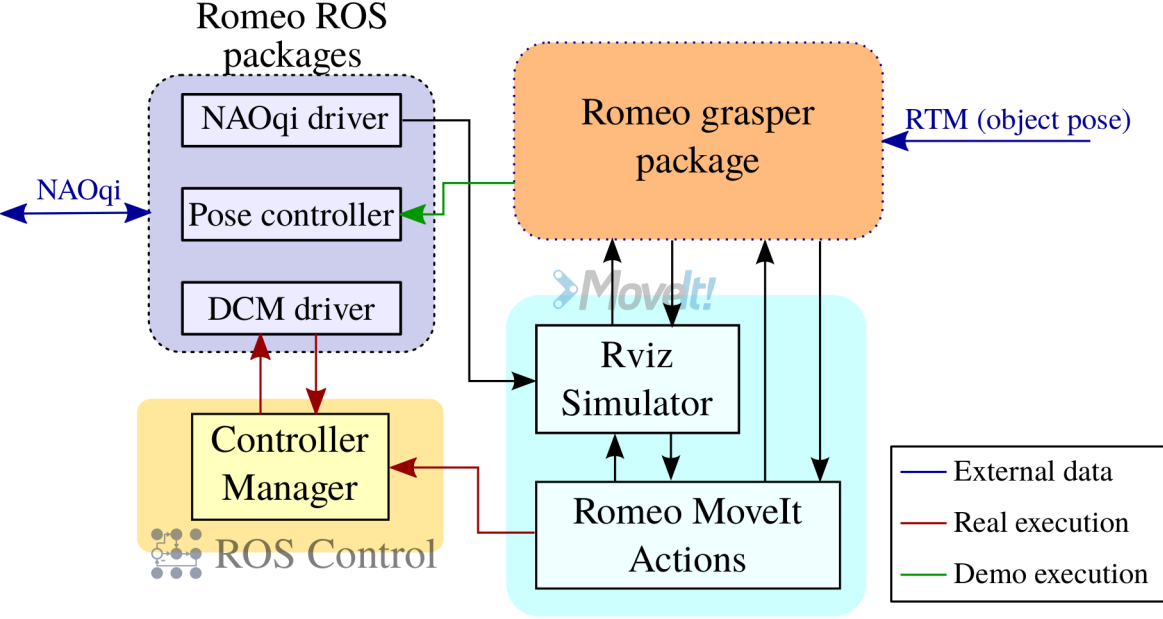 Romeo ROS
packages
NAOqi driver
Pose controller
DCM driver
NAOqi
Romeo grasper
package
RTM (object pose)
MoveIt!
Rviz
Simulator
Romeo MoveIt
Actions
Controller
Manager
ROS Control
External data
Real execution
Demo execution